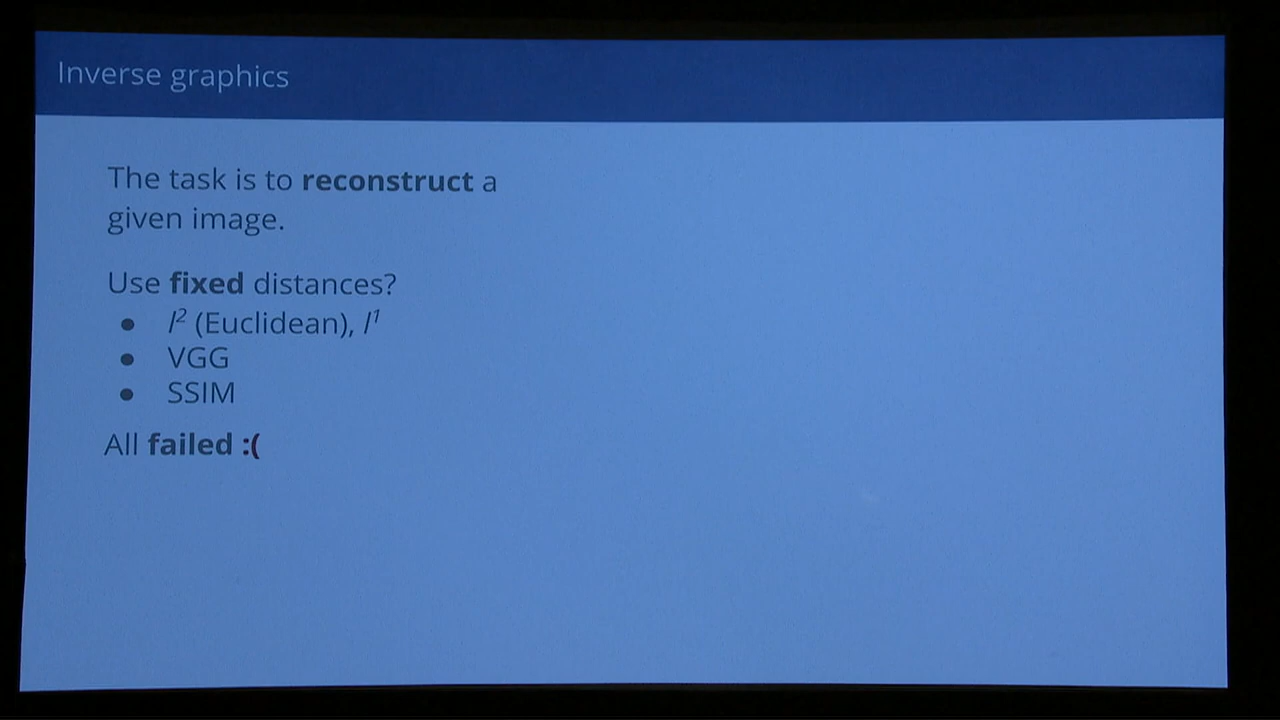 Inverse graphics
The task is to reconstruct a
given image.
Use fixed distances?
● l² (Euclidean), l¹
● VGG
● SSIM
All failed :(